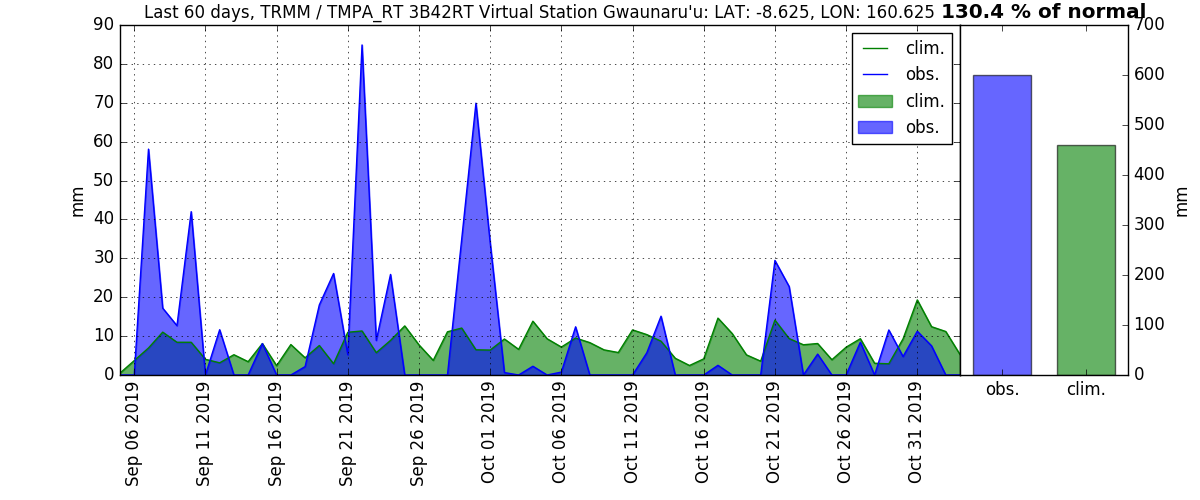 Last 60 days, TRMM / TMPA_RT 3B42RT Virtual Station Gwaunaru'u: LAT: -8.625, LON: 160.625 130.4 % of normal
90
80
70
60
50
40
30
20
10
0
mm
clim.
obs.
clim.
obs.
Sep 06 2019
Sep 11 2019
Sep 16 2019
Sep 21 2019
Sep 26 2019
Oct 01 2019
Oct 06 2019
Oct 11 2019
Oct 16 2019
Oct 21 2019
Oct 26 2019
Oct 31 2019
700
600
500
400
300
200
100
0
mm
obs.
clim.